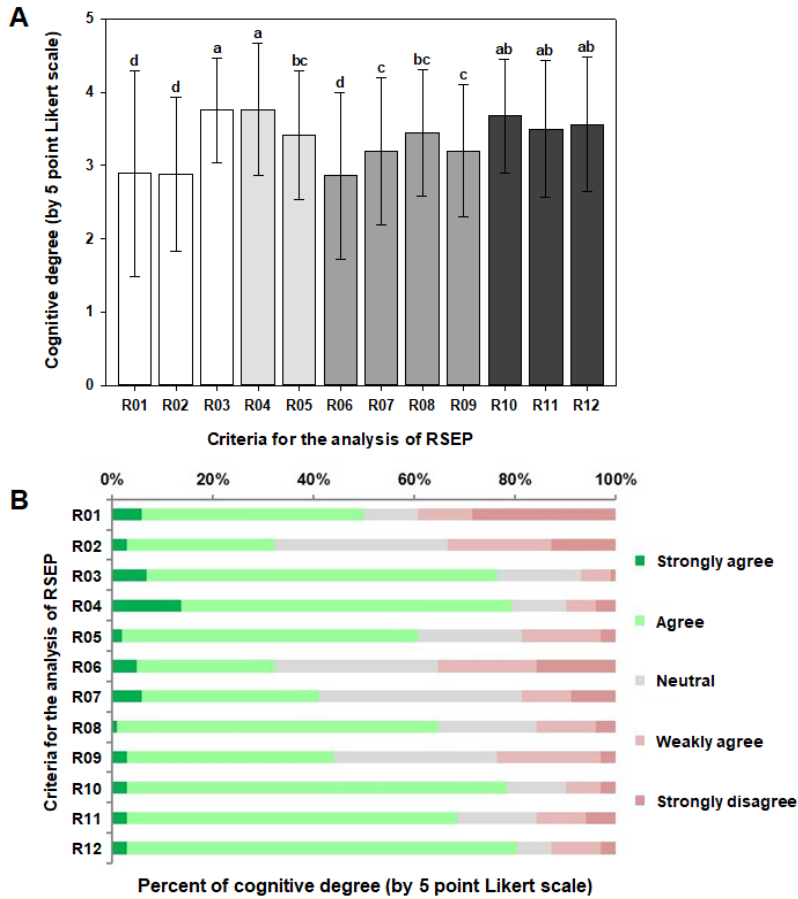 A
Cognitive degree (by 5 point Likert scale)
5
4
3
2
1
0
d
d
a
a
bc
d
c
bc
c
ab
ab
ab
R01 R02 R03 R04 R05 R06 R07 R08 R09 R10 R11 R12
Criteria for the analysis of RSEP
B
0% 20% 40% 60% 80% 100%
Criteria for the analysis of RSEP
R01
R02
R03
R04
R05
R06
R07
R08
R09
R10
R11
R12
Strongly agree
Agree
Neutral
Weakly agree
Strongly disagree
Percent of cognitive degree (by 5 point Likert scale)